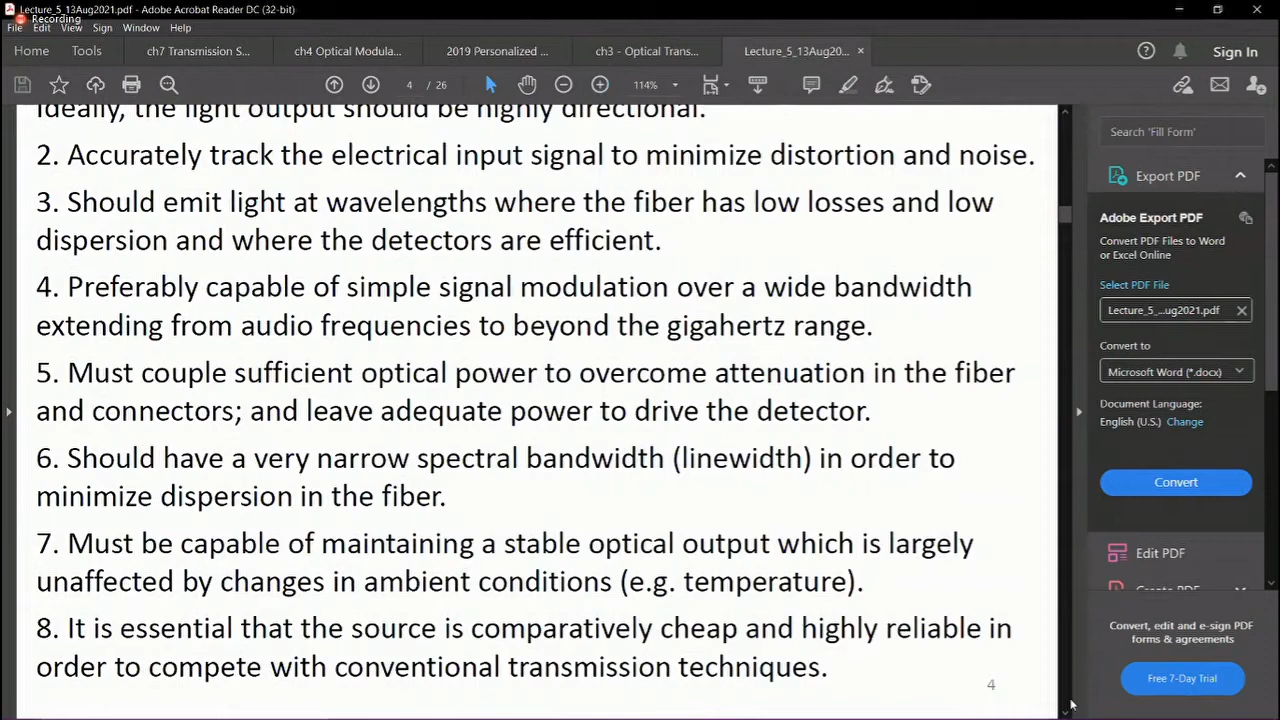 Lecture_5_13Aug2021.pdf - Adobe Acrobat Reader DC (32-bit)
Recording
File Edit View Sign Window Help
Home Tools ch7 Transmission S... ch4 Optical Modula... 2019 Personalized ... ch3 - Optical Trans... Lecture_5_13Aug20... × Sign In
4 / 26 114%
Ideally, the light output should be highly directional.
2. Accurately track the electrical input signal to minimize distortion and noise.
3. Should emit light at wavelengths where the fiber has low losses and low
dispersion and where the detectors are efficient.
4. Preferably capable of simple signal modulation over a wide bandwidth
extending from audio frequencies to beyond the gigahertz range.
5. Must couple sufficient optical power to overcome attenuation in the fiber
and connectors; and leave adequate power to drive the detector.
6. Should have a very narrow spectral bandwidth (linewidth) in order to
minimize dispersion in the fiber.
7. Must be capable of maintaining a stable optical output which is largely
unaffected by changes in ambient conditions (e.g. temperature).
8. It is essential that the source is comparatively cheap and highly reliable in
order to compete with conventional transmission techniques.
4
Search 'Fill Form'
Export PDF
Adobe Export PDF
Convert PDF Files to Word
or Excel Online
Select PDF File
Lecture_5_...ug2021.pdf
Convert to
Microsoft Word (*.docx)
Document Language:
English (U.S.) Change
Convert
Edit PDF
Create PDF
Convert, edit and e-sign PDF
forms & agreements
Free 7-Day Trial